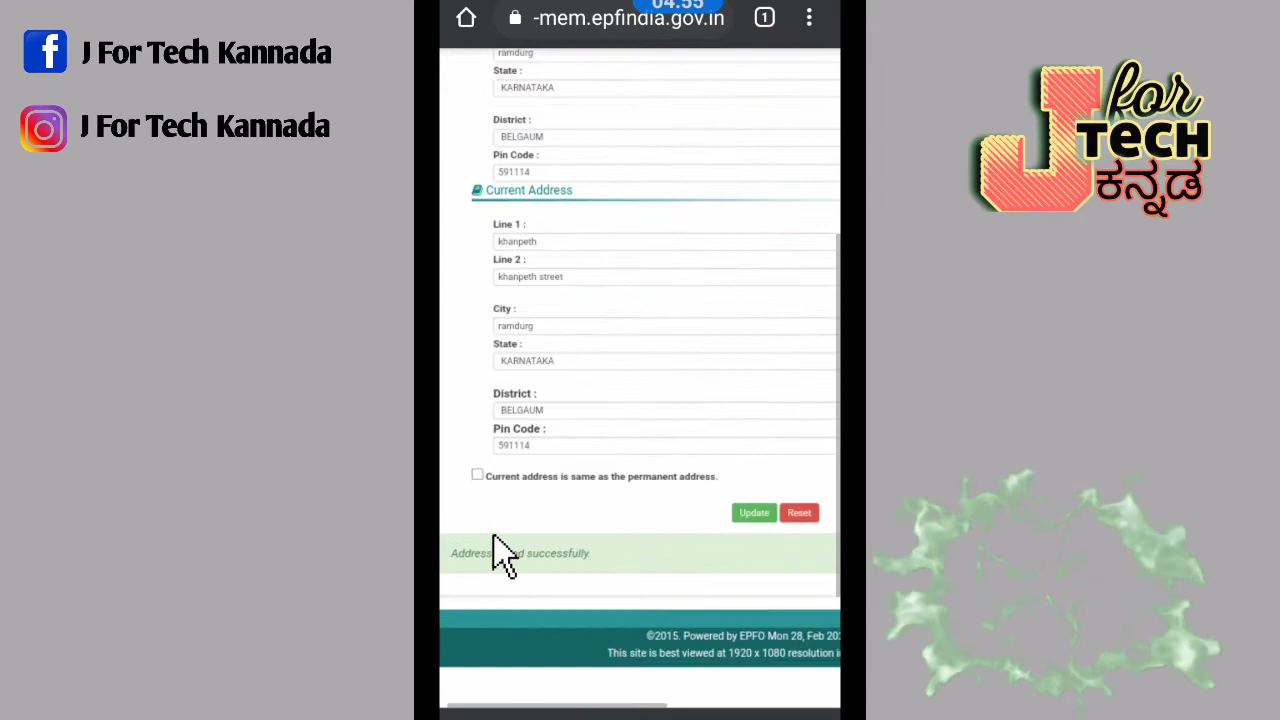 J For Tech Kannada
J For Tech Kannada
04:55
-mem.epfindia.gov.in
1
ramdurg
State :
KARNATAKA
District :
BELGAUM
Pin Code :
591114
Current Address
Line 1 :
khanpeth
Line 2 :
khanpeth street
City :
ramdurg
State :
KARNATAKA
District :
BELGAUM
Pin Code :
591114
Current address is same as the permanent address.
Update Reset
Address successfully.
©2015. Powered by EPFO Mon 28, Feb 202
This site is best viewed at 1920 x 1080 resolution i
J for
TECH
ಕನ್ನಡ